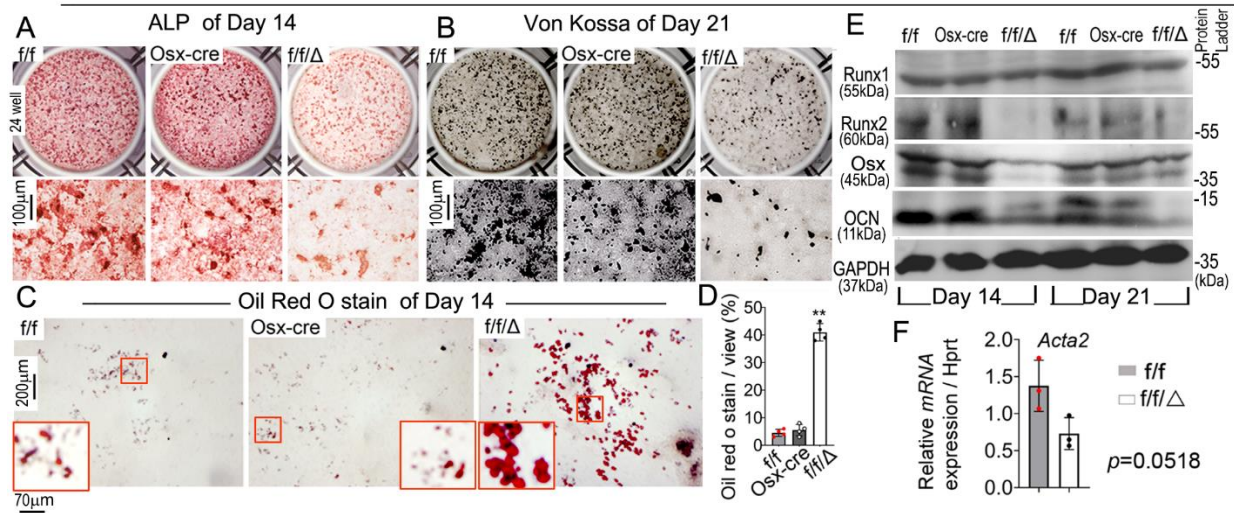 A ALP of Day 14
f/f Osx-cre f/f/Δ
24 well
100μm
B Von Kossa of Day 21
f/f Osx-cre f/f/Δ
100μm
C Oil Red O stain of Day 14
f/f Osx-cre f/f/Δ
200μm
70μm
D
Oil red o stain / view (%)
50
40
30
20
10
0
**
f/f Osx-cre f/f/Δ
E
f/f Osx-cre f/f/Δ f/f Osx-cre f/f/Δ Protein Ladder
Runx1 -55
(55kDa)
Runx2 -55
(60kDa)
Osx
(45kDa) -35
-15
OCN
(11kDa)
GAPDH -35
(37kDa) (kDa)
Day 14 Day 21
F
Relative mRNA
expression / Hprt
Acta2
2.0
1.5
1.0
0.5
0.0
f/f
f/f/△
p=0.0518